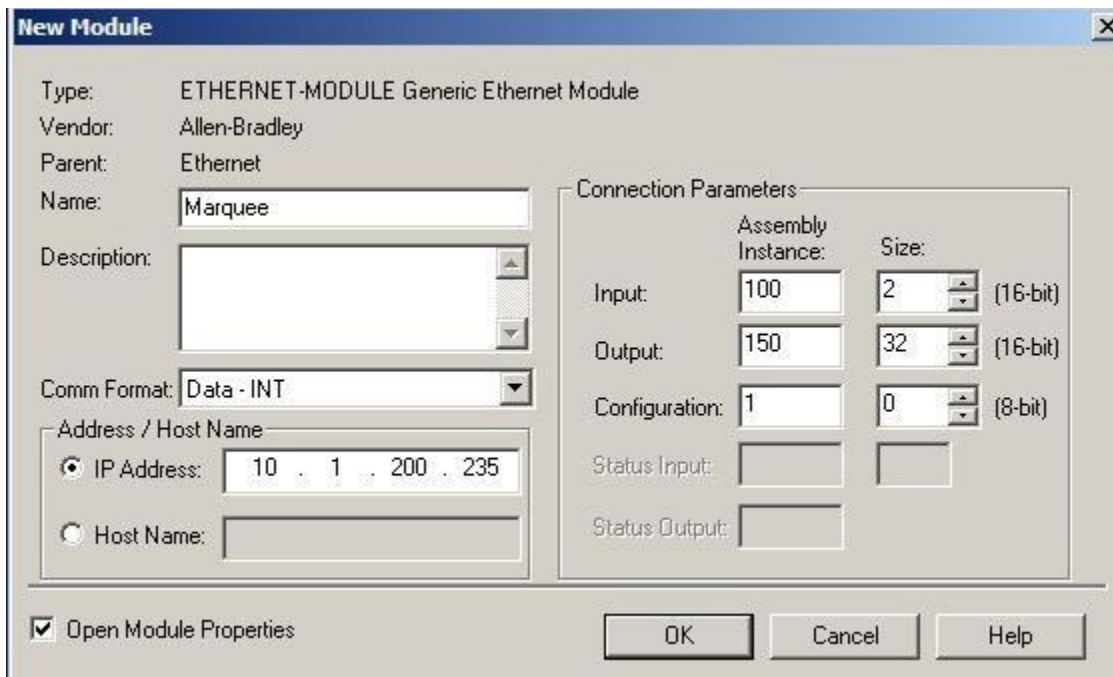 New Module
Type: ETHERNET-MODULE Generic Ethernet Module
Vendor: Allen-Bradley
Parent: Ethernet
Name: Marquee
Description:
Comm Format: Data - INT
Address / Host Name
IP Address: 10 . 1 . 200 . 235
Host Name:
Connection Parameters
Assembly
Instance: Size:
Input: 100 2 (16-bit)
Output: 150 32 (16-bit)
Configuration: 1 0 (8-bit)
Status Input:
Status Output:
Open Module Properties
OK Cancel Help